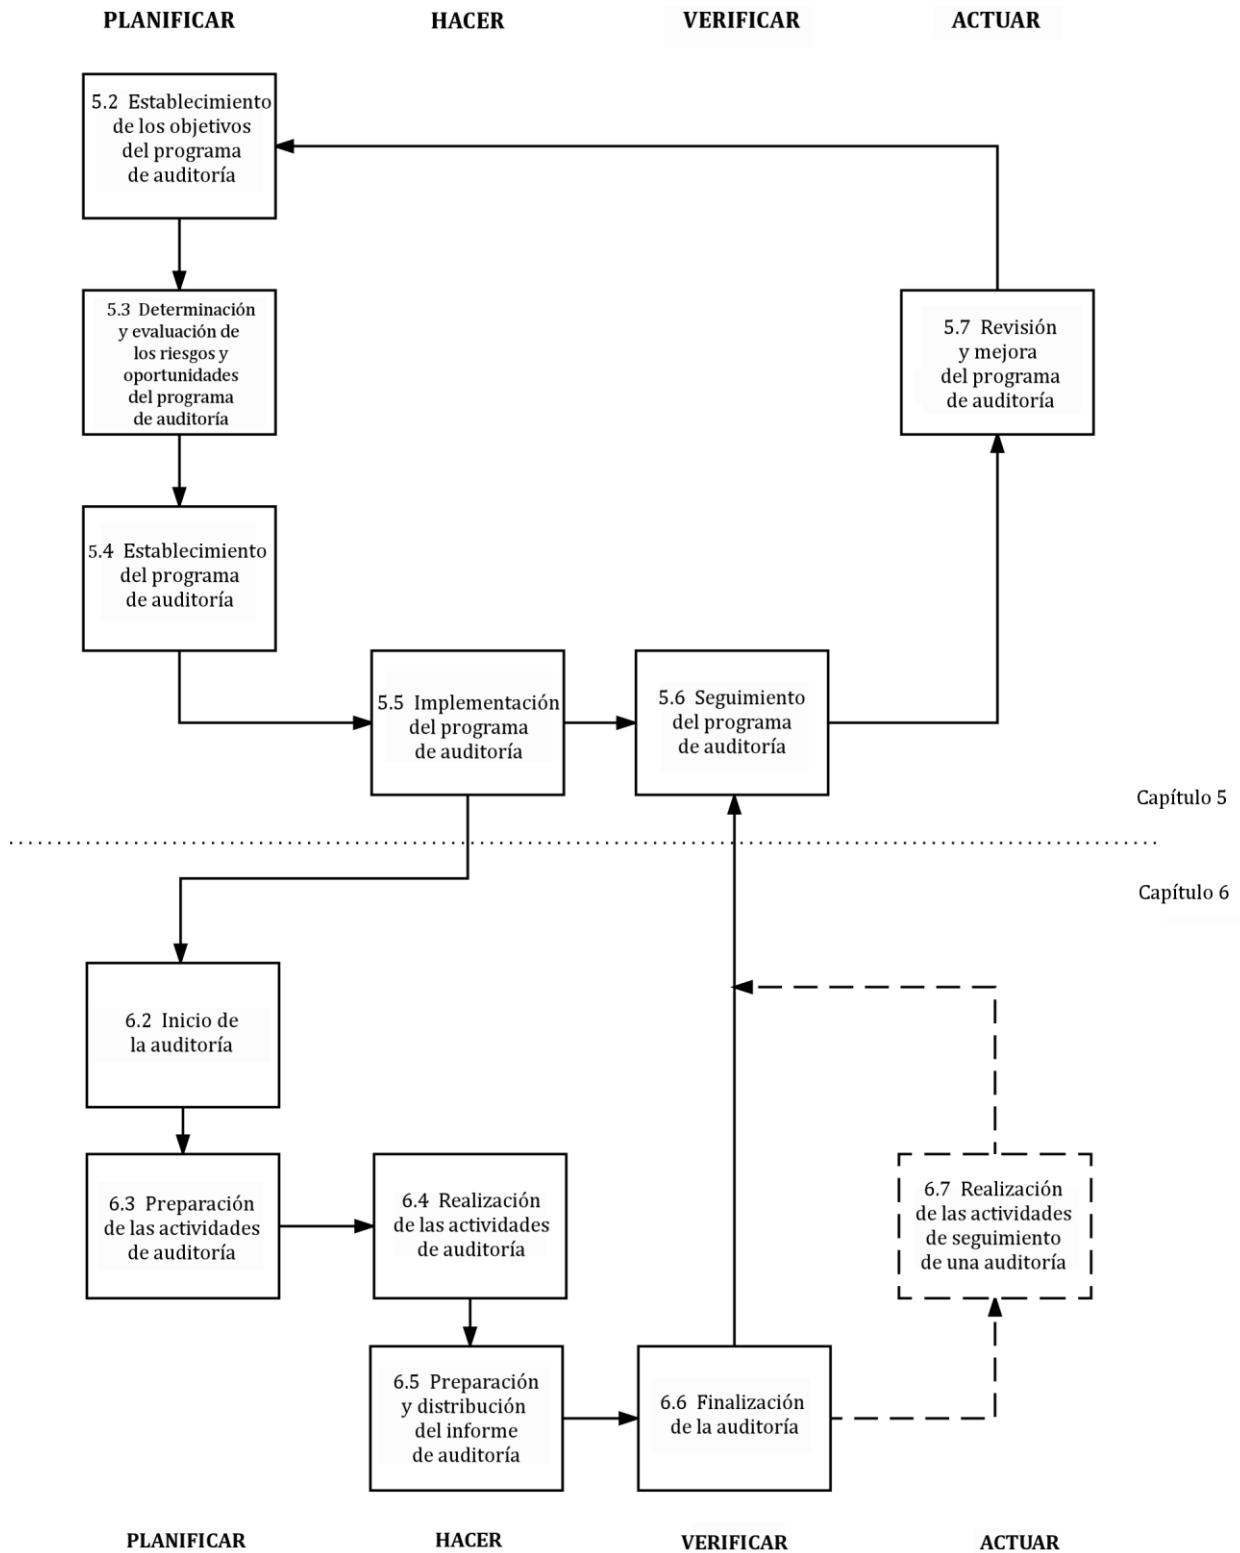 PLANIFICAR
HACER
VERIFICAR
ACTUAR
5.2 Establecimiento
de los objetivos
del programa
de auditoría
5.3 Determinación
y evaluación de
los riesgos y
oportunidades
del programa
de auditoría
5.7 Revisión
y mejora
del programa
de auditoría
5.4 Establecimiento
del programa
de auditoría
5.5 Implementación
del programa
de auditoría
5.6 Seguimiento
del programa
de auditoría
Capítulo 5
Capítulo 6
6.2 Inicio de
la auditoría
6.3 Preparación
de las actividades
de auditoría
6.4 Realización
de las actividades
de auditoría
6.7 Realización
de las actividades
de seguimiento
de una auditoría
6.5 Preparación
y distribución
del informe
de auditoría
6.6 Finalización
de la auditoría
PLANIFICAR
HACER
VERIFICAR
ACTUAR